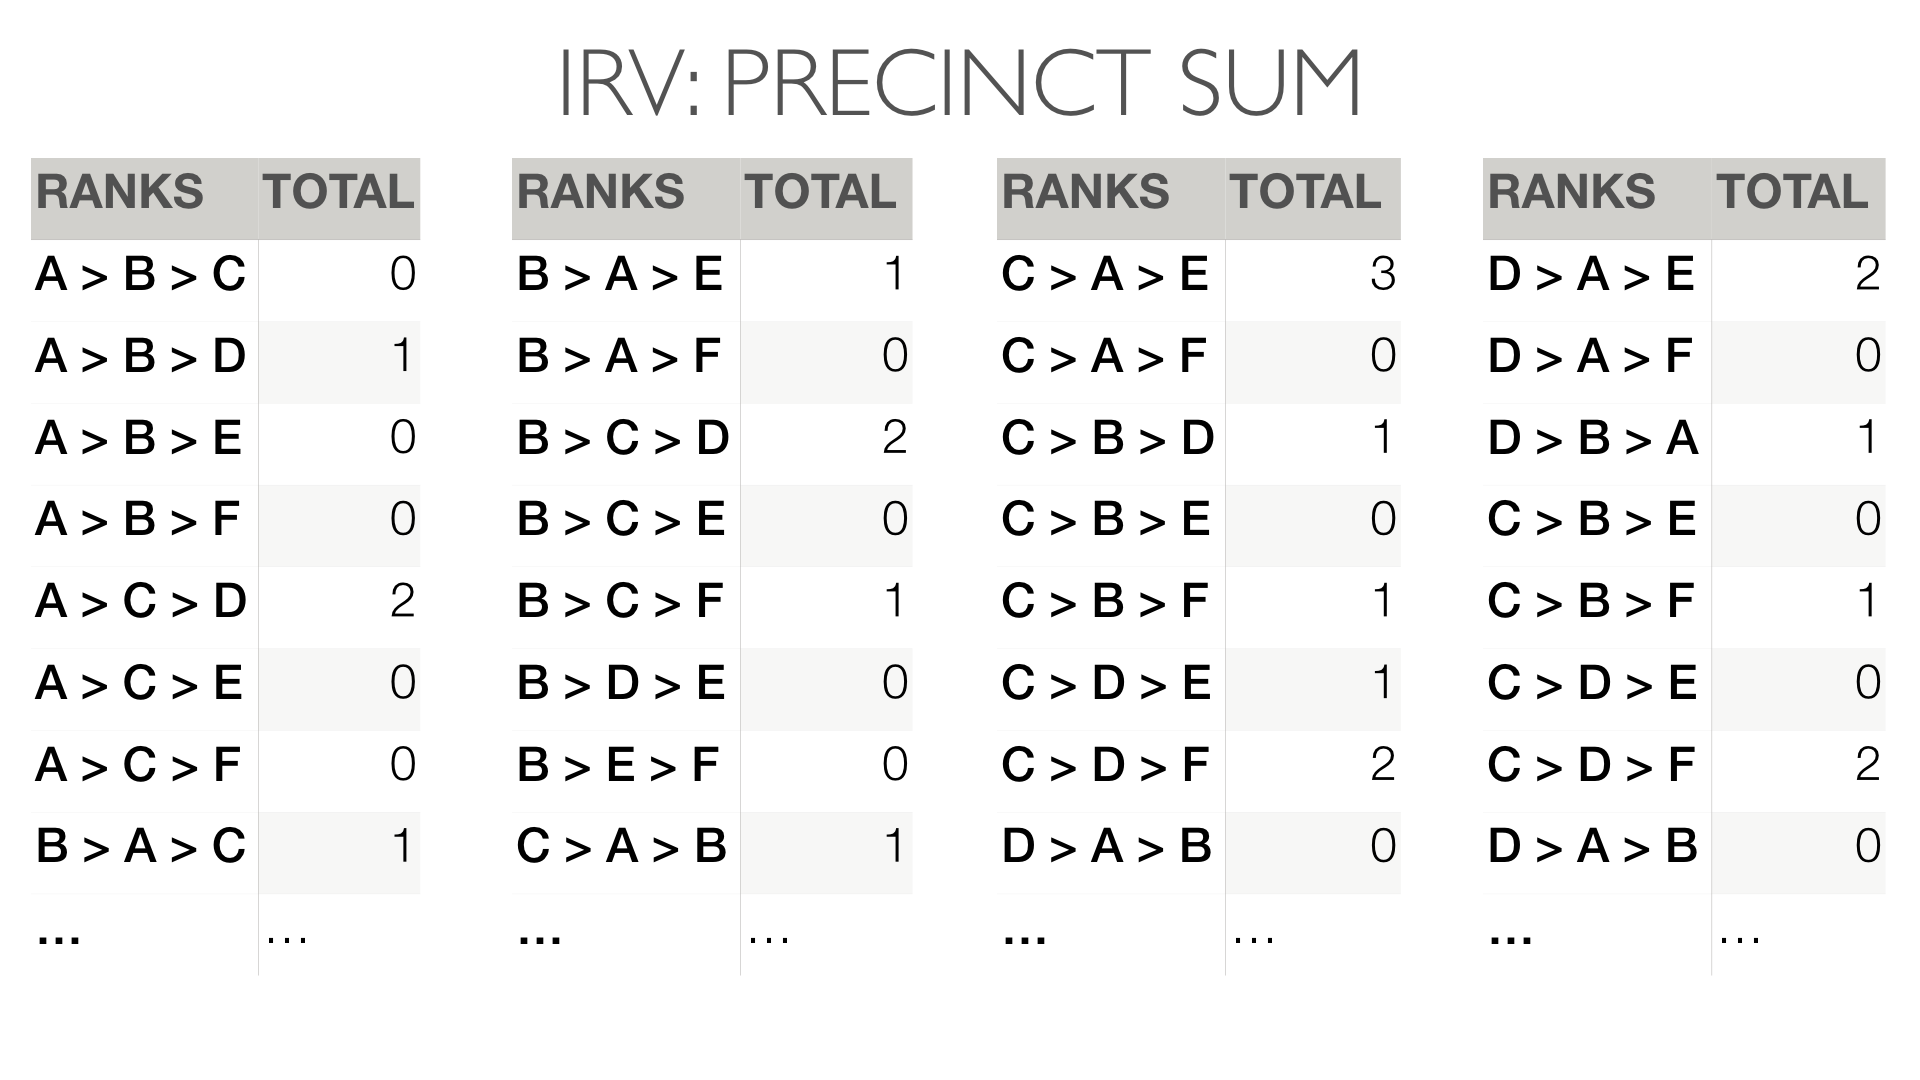 IRV: PRECINCT SUM
RANKS TOTAL RANKS TOTAL RANKS TOTAL RANKS TOTAL
A > B > C 0 B > A > E 1 C > A > E 3 D > A > E 2
A > B > D 1 B > A > F 0 C > A > F 0 D > A > F 0
A > B > E 0 B > C > D 2 C > B > D 1 D > B > A 1
A > B > F 0 B > C > E 0 C > B > E 0 C > B > E 0
A > C > D 2 B > C > F 1 C > B > F 1 C > B > F 1
A > C > E 0 B > D > E 0 C > D > E 1 C > D > E 0
A > C > F 0 B > E > F 0 C > D > F 2 C > D > F 2
B > A > C 1 C > A > B 1 D > A > B 0 D > A > B 0
... ... ... ... ... ... ... ...